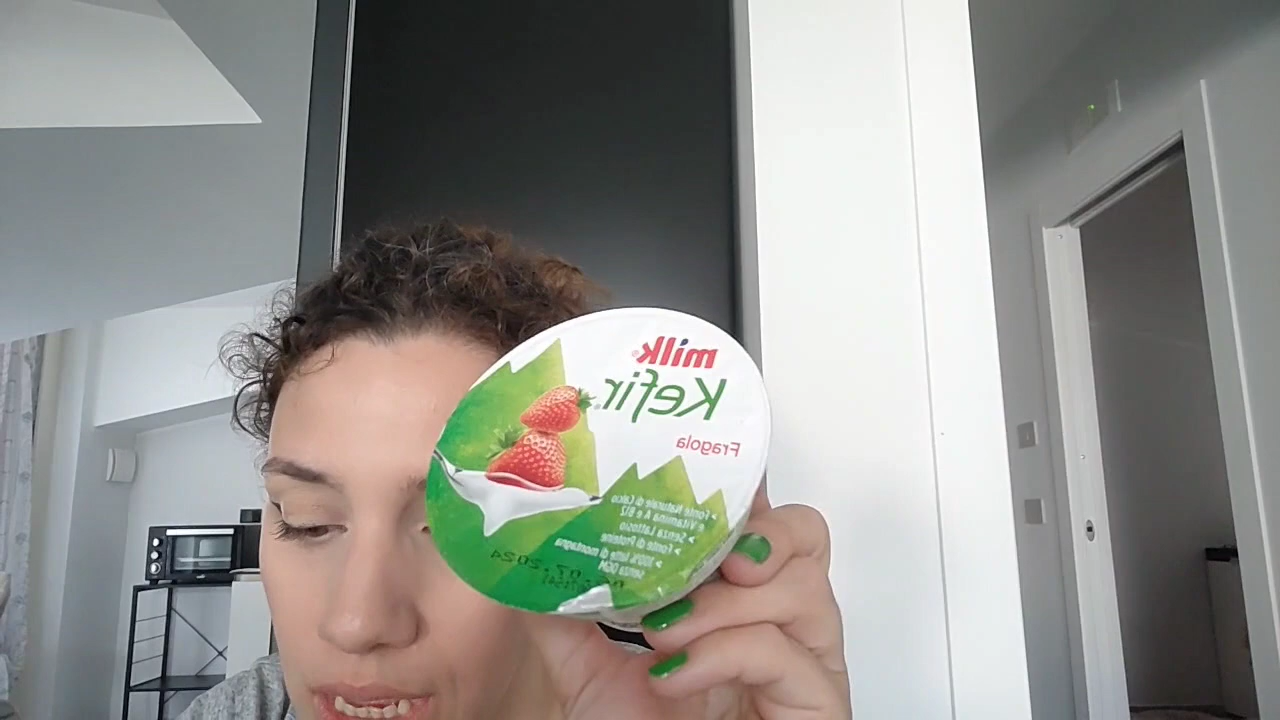 milk®
Kefir®
Fragola
> Fonte Naturale di Calcio
e Vitamina A e B12
> Senza Lattosio
> Fonte di Proteine
> 100% latte di montagna
senza OGM
07.2024